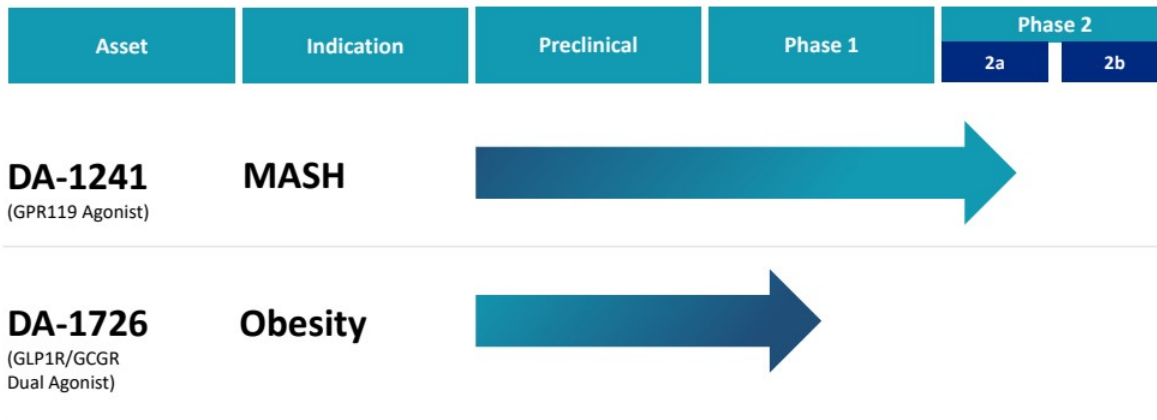 Asset
Indication
Preclinical
Phase 1
Phase 2
2a
2b
DA-1241
(GPR119 Agonist)
MASH
DA-1726
(GLP1R/GCGR
Dual Agonist)
Obesity